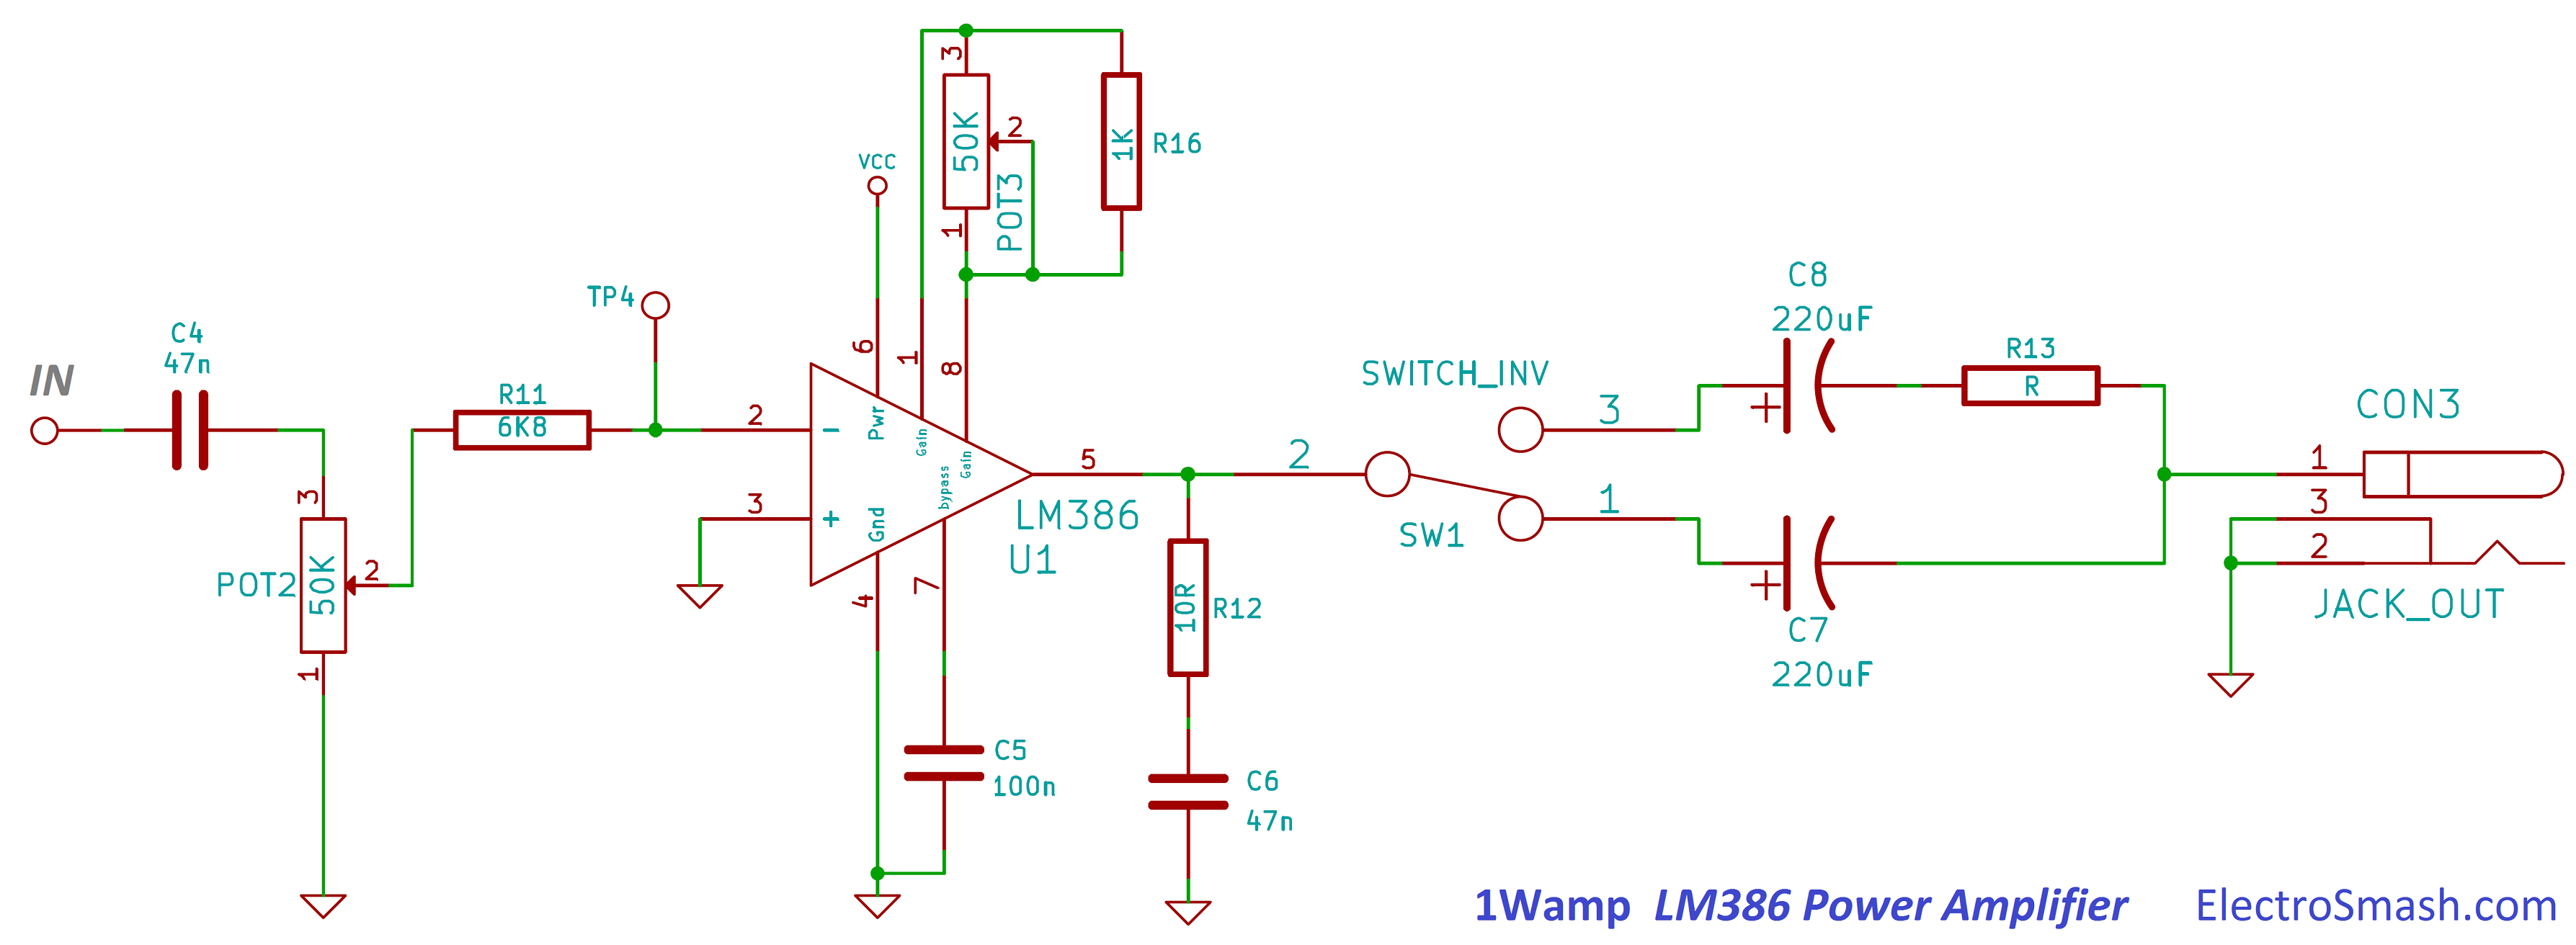 3
50K
2
POT3
1
1K
R16
VCC
TP4
6
1
8
C4
47n
IN
R11
6K8
2
3
Pwr
Gain
Gain
bypass
Gnd
-
+
5
LM386
U1
4
7
3
POT2
50K
2
1
10R
R12
C5
100n
C6
47n
SWITCH_INV
2
3
1
SW1
C8
220uF
+
R13
R
+
C7
220uF
CON3
1
3
2
JACK_OUT
1Wamp LM386 Power Amplifier ElectroSmash.com